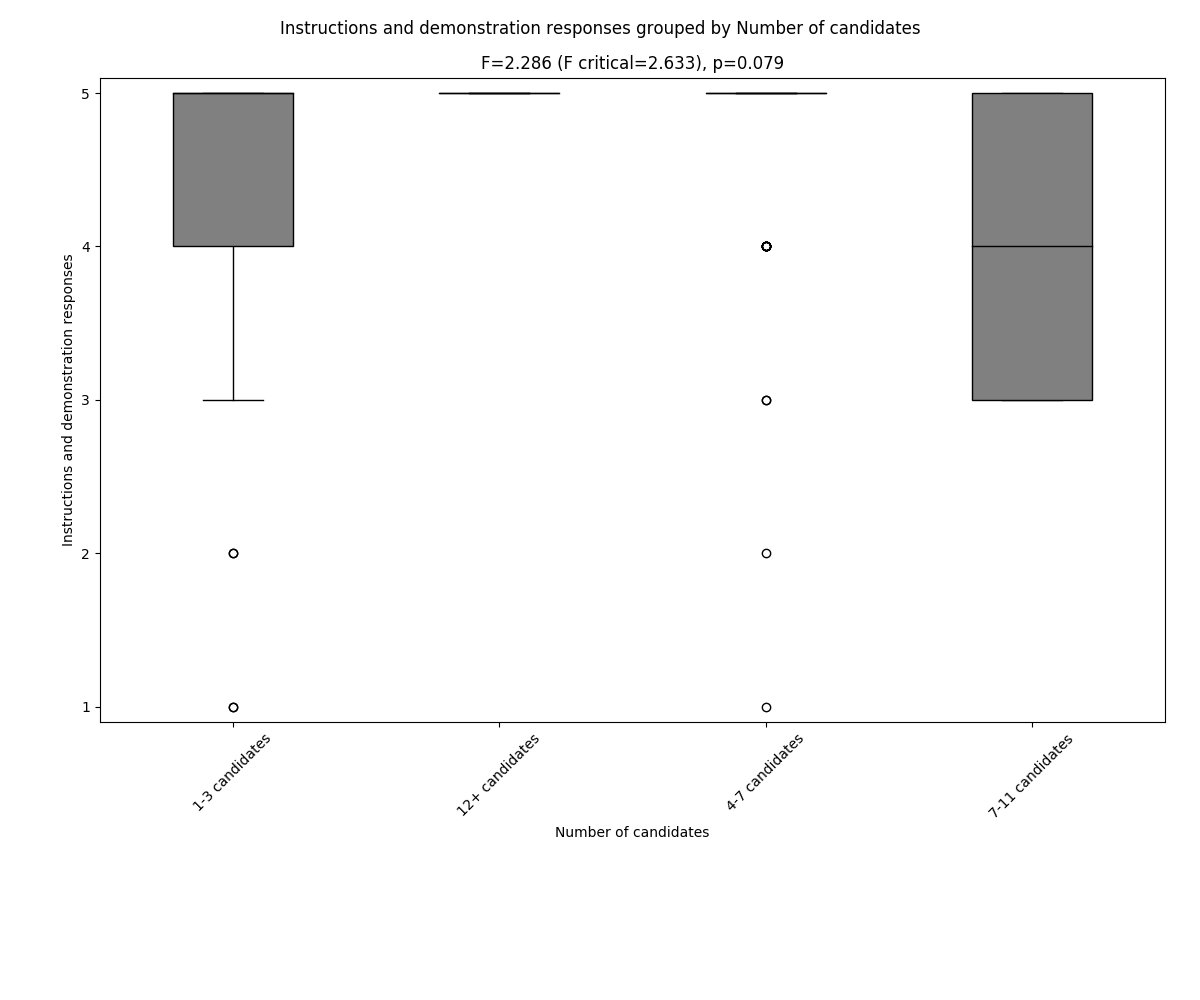 Instructions and demonstration responses grouped by Number of candidates
F=2.286 (F critical=2.633), p=0.079
Instructions and demonstration responses
5
4
3
2
1
1-3 candidates
12+ candidates
4-7 candidates
7-11 candidates
Number of candidates